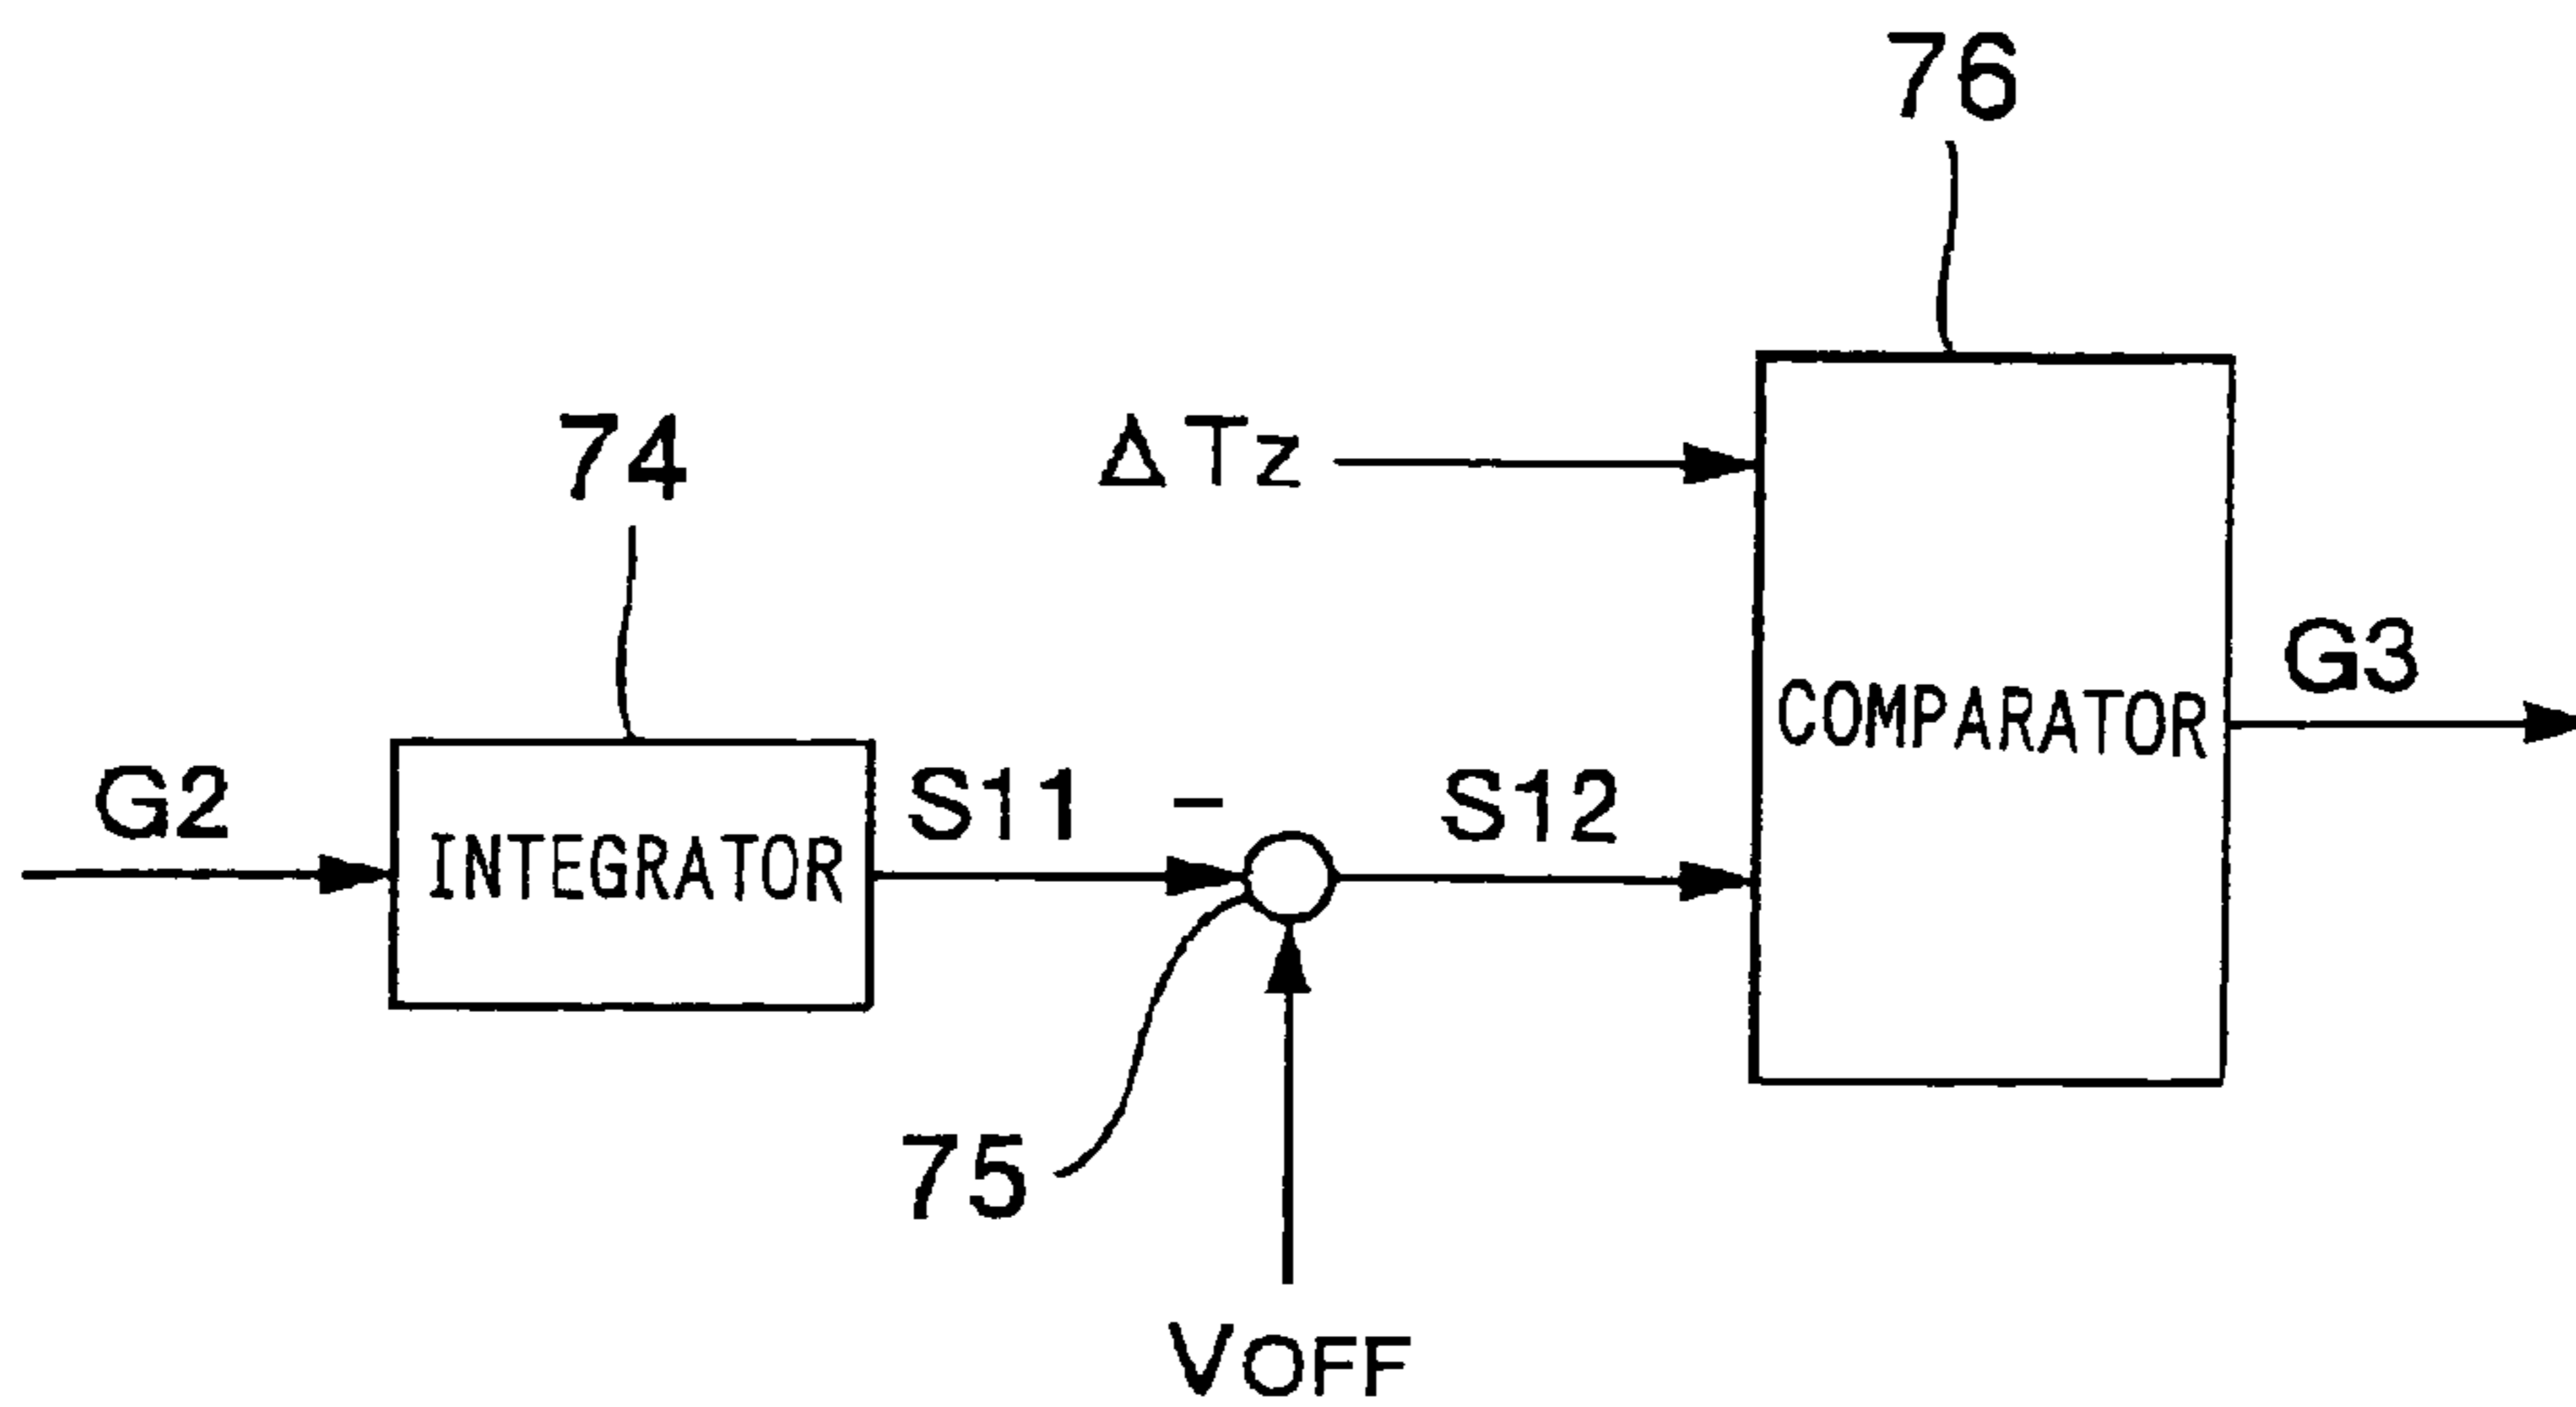 76
74
ΔTz
G3
COMPARATOR
G2
S11
−
S12
INTEGRATOR
75
VOFF